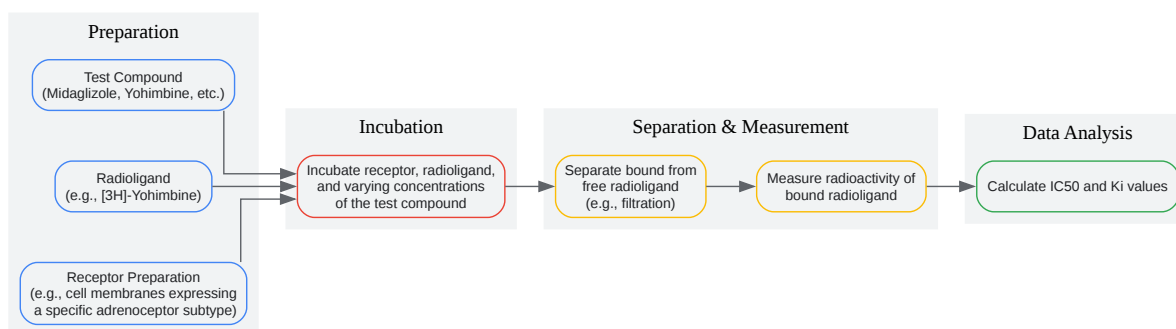 Preparation
Test Compound
(Midaglizole, Yohimbine, etc.)
Radioligand
(e.g., [3H]-Yohimbine)
Receptor Preparation
(e.g., cell membranes expressing
a specific adrenoceptor subtype)
Incubation
Incubate receptor, radioligand,
and varying concentrations
of the test compound
Separation & Measurement
Separate bound from
free radioligand
(e.g., filtration)
Measure radioactivity of
bound radioligand
Data Analysis
Calculate IC50 and Ki values